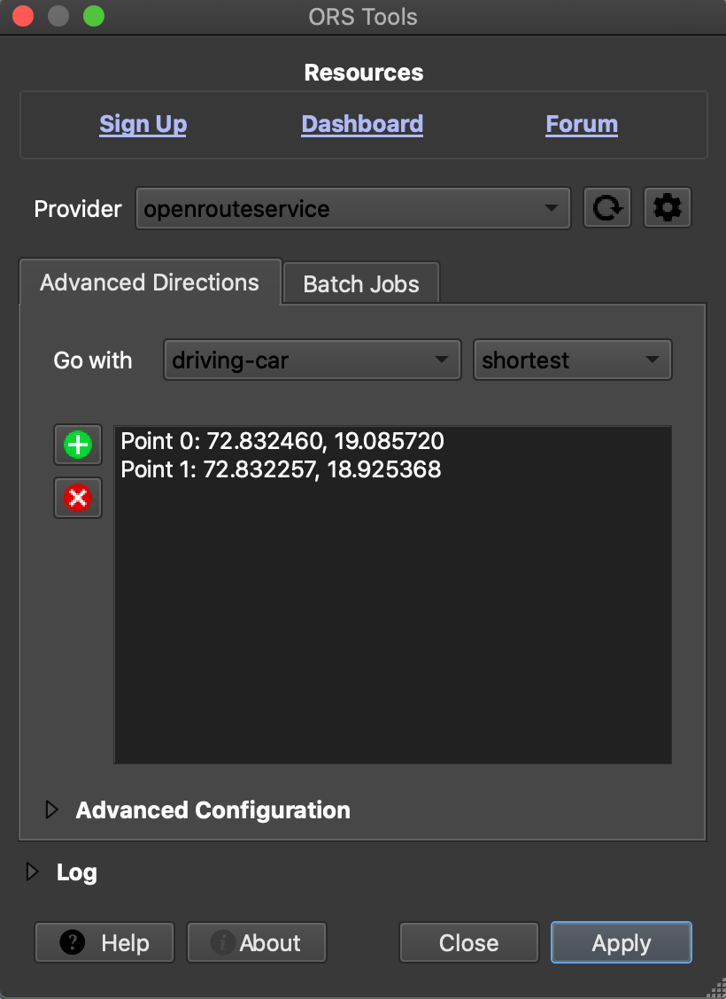 ORS Tools
Resources
Sign Up Dashboard Forum
Provider openrouteservice
Advanced Directions Batch Jobs
Go with driving-car shortest
Point 0: 72.832460, 19.085720
Point 1: 72.832257, 18.925368
Advanced Configuration
Log
Help About Close Apply